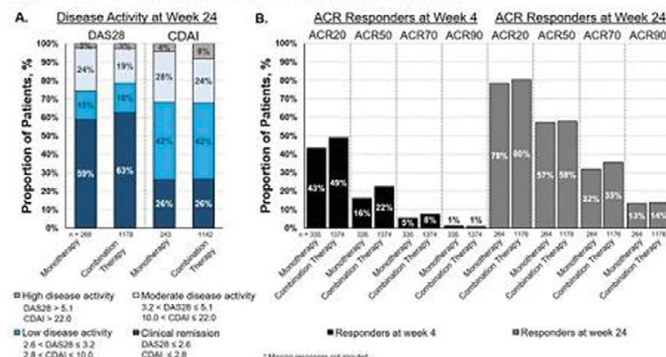 A. Disease Activity at Week 24
DAS28 CDAI
Proportion of Patients, %
100%
90%
80%
70%
60%
50%
40%
30%
20%
10%
0%
24% 19% 28% 24%
42% 42%
59% 63% 26% 26%
8%
n = 268 1178 243 1142
Monotherapy
Combination Therapy
Monotherapy
Combination Therapy
High disease activity
DAS28 > 5.1
CDAI > 22.0
Moderate disease activity
3.2 < DAS28 ≤ 5.1
10.0 < CDAI ≤ 22.0
Low disease activity
2.6 < DAS28 ≤ 3.2
2.8 < CDAI ≤ 10.0
Clinical remission
DAS28 ≤ 2.6
CDAI ≤ 2.8
B. ACR Responders at Week 4 ACR Responders at Week 24
ACR20 ACR50 ACR70 ACR90 ACR20 ACR50 ACR70 ACR90
Proportion of Patients, %
100%
90%
80%
70%
60%
50%
40%
30%
20%
10%
0%
43% 49% 16% 22% 5% 8% 1% 1% 78% 80% 57% 58% 32% 35% 13% 14%
n = 335 1374 335 1374 335 1374 335 1374 264 1176 264 1176 264 1176 264 1176
Monotherapy
Combination Therapy
Monotherapy
Combination Therapy
Monotherapy
Combination Therapy
Monotherapy
Combination Therapy
Monotherapy
Combination Therapy
Monotherapy
Combination Therapy
Monotherapy
Combination Therapy
Monotherapy
Combination Therapy
Responders at week 4
Responders at week 24